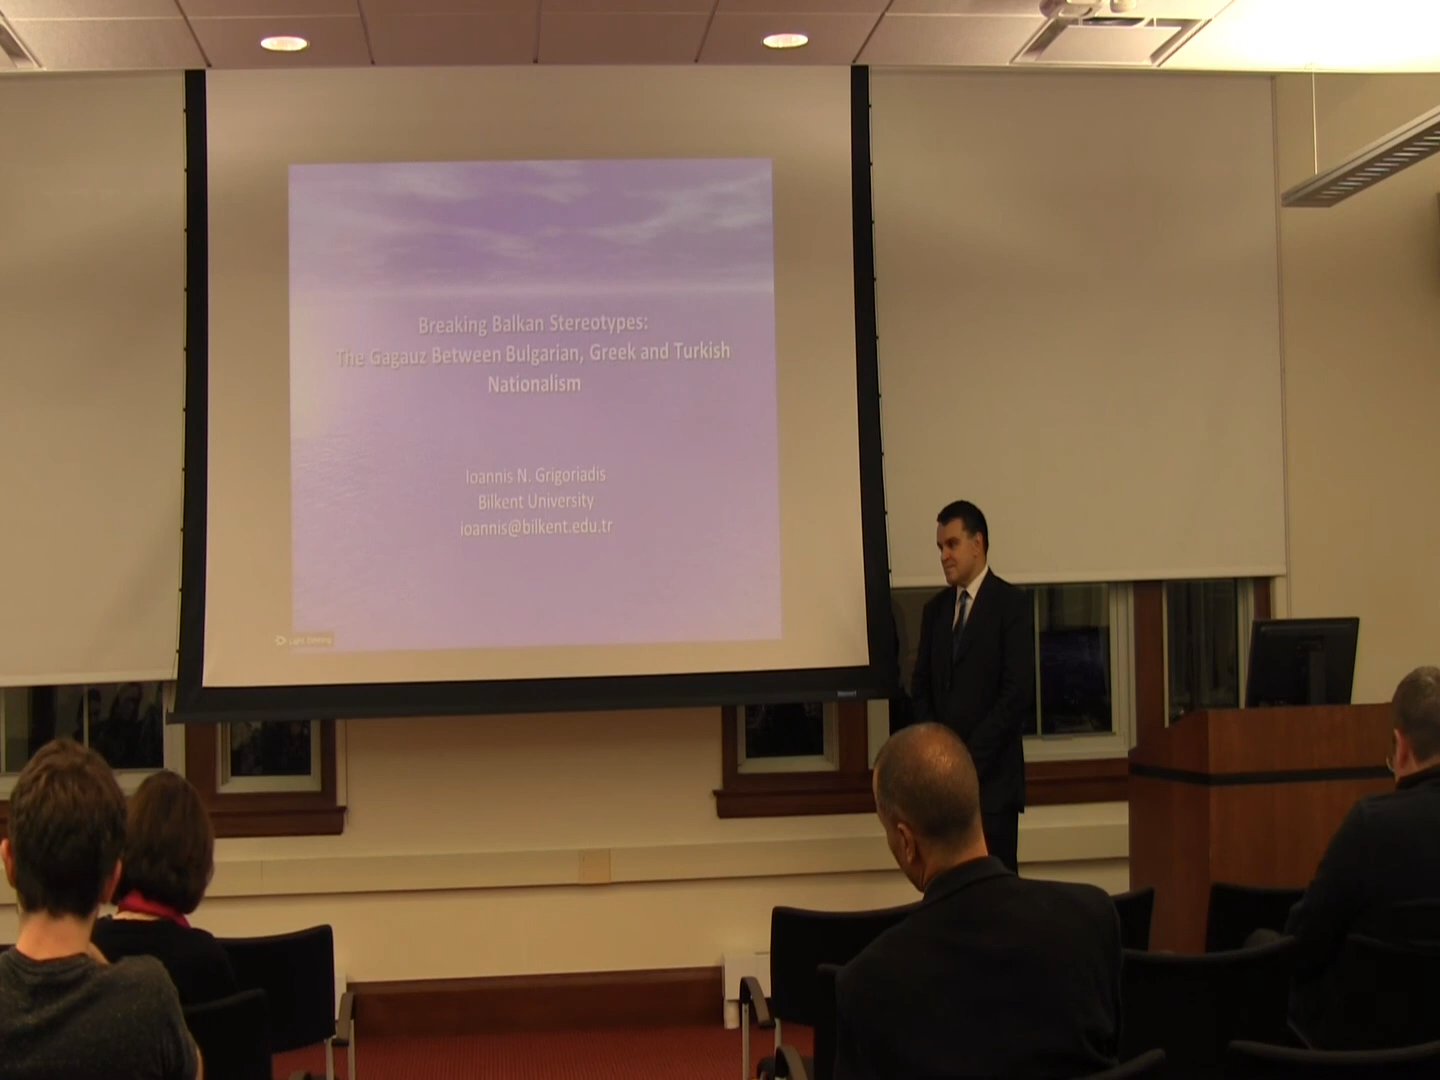 Breaking Balkan Stereotypes:
The Gagauz Between Bulgarian, Greek and Turkish
Nationalism
Ioannis N. Grigoriadis
Bilkent University
ioannis@bilkent.edu.tr